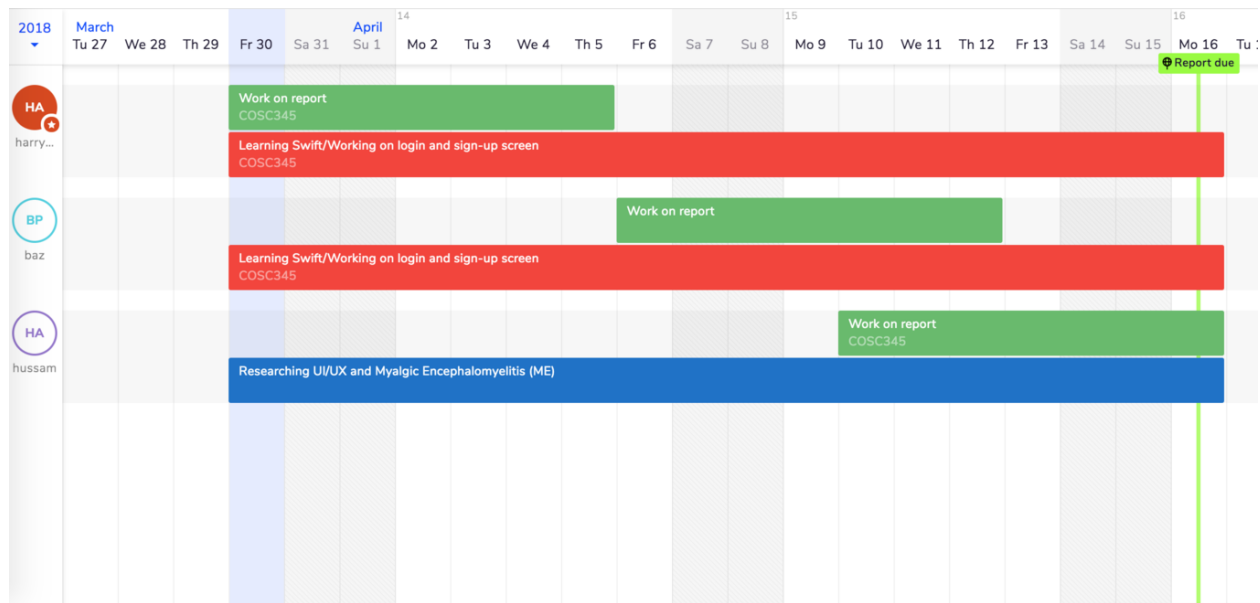 2018
March
April
14
15
16
Tu 27 We 28 Th 29 Fr 30 Sa 31 Su 1 Mo 2 Tu 3 We 4 Th 5 Fr 6 Sa 7 Su 8 Mo 9 Tu 10 We 11 Th 12 Fr 13 Sa 14 Su 15 Mo 16 Tu
Report due
HA
harry...
Work on report
COSC345
Learning Swift/Working on login and sign-up screen
COSC345
BP
baz
Work on report
Learning Swift/Working on login and sign-up screen
COSC345
HA
hussam
Work on report
COSC345
Researching UI/UX and Myalgic Encephalomyelitis (ME)